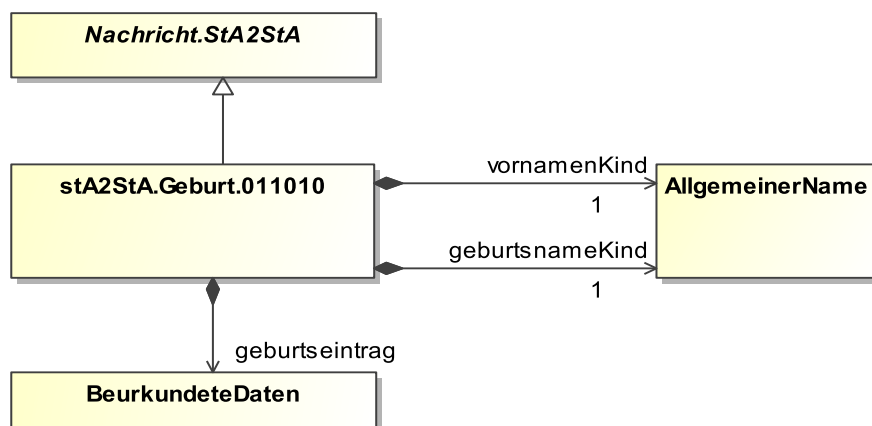 Nachricht.StA2StA
stA2StA.Geburt.011010
vornamenKind
1
AllgemeinerName
geburtsnameKind
1
geburtseintrag
BeurkundeteDaten